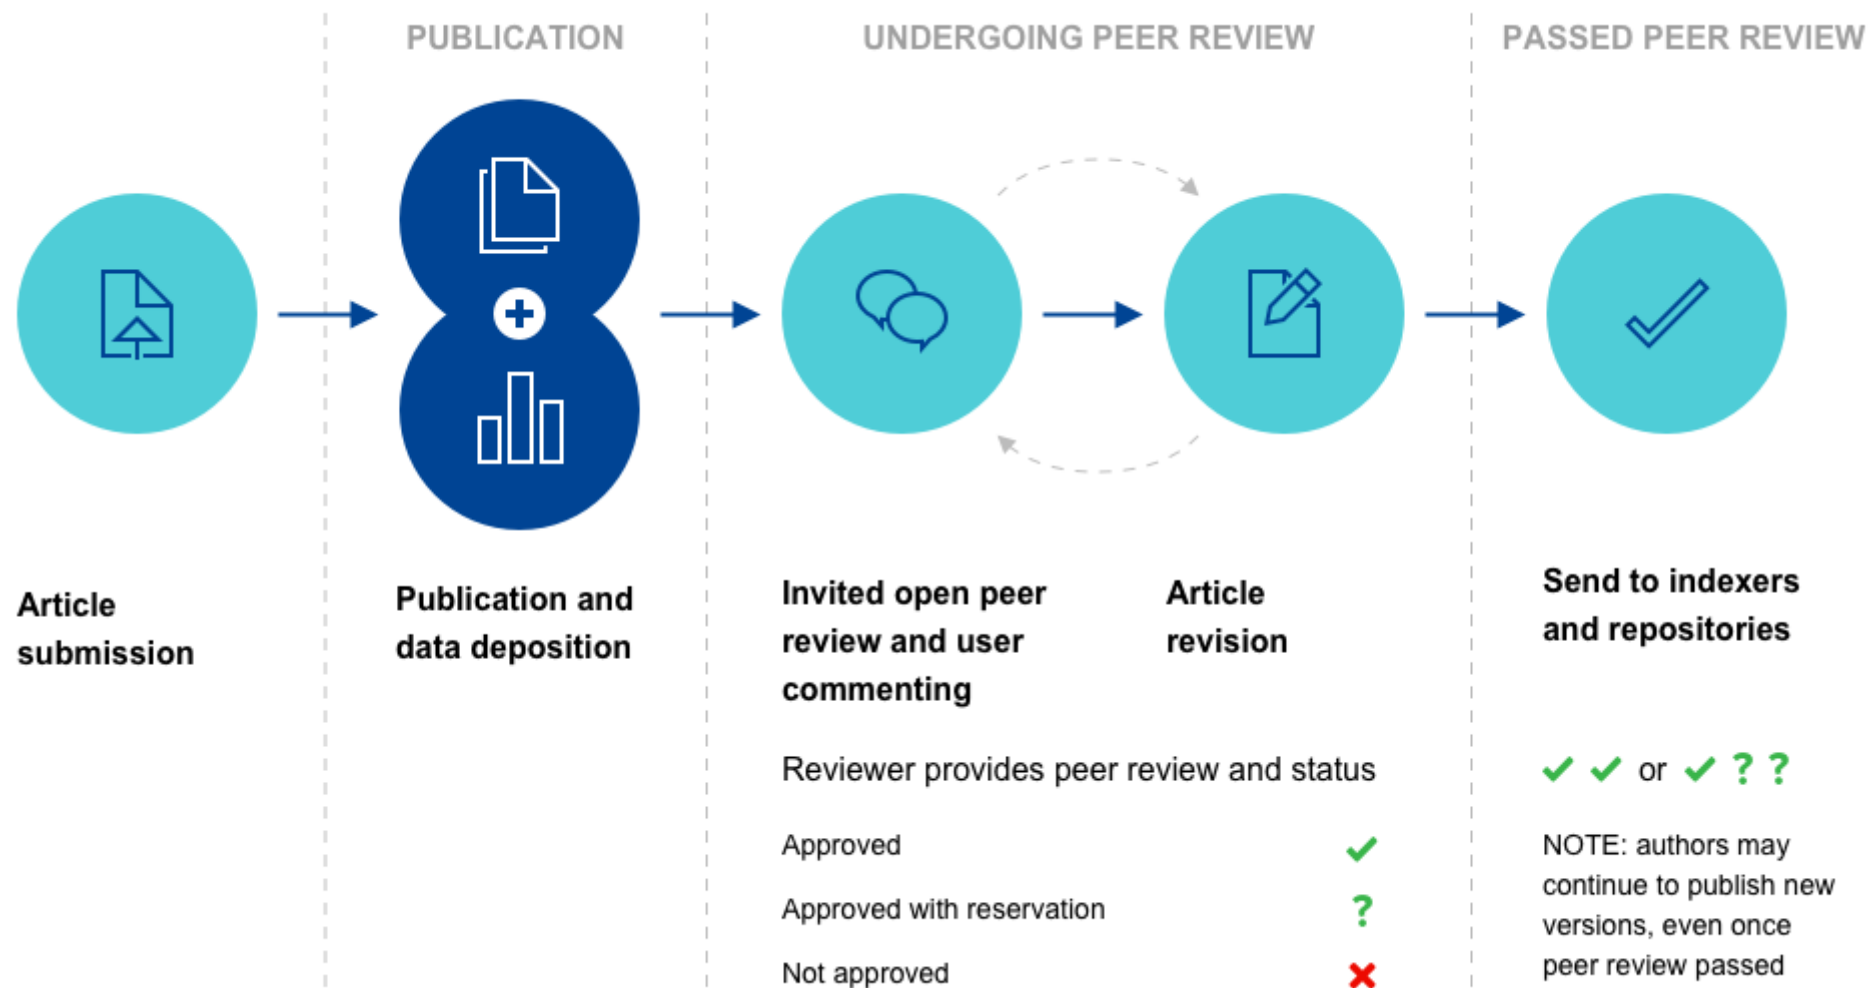 PUBLICATION
UNDERGOING PEER REVIEW
PASSED PEER REVIEW
Article
submission
Publication and
data deposition
Invited open peer
review and user
commenting
Article
revision
Send to indexers
and repositories
Reviewer provides peer review and status
Approved
Approved with reservation
?
Not approved
or ? ?
NOTE: authors may
continue to publish new
versions, even once
peer review passed